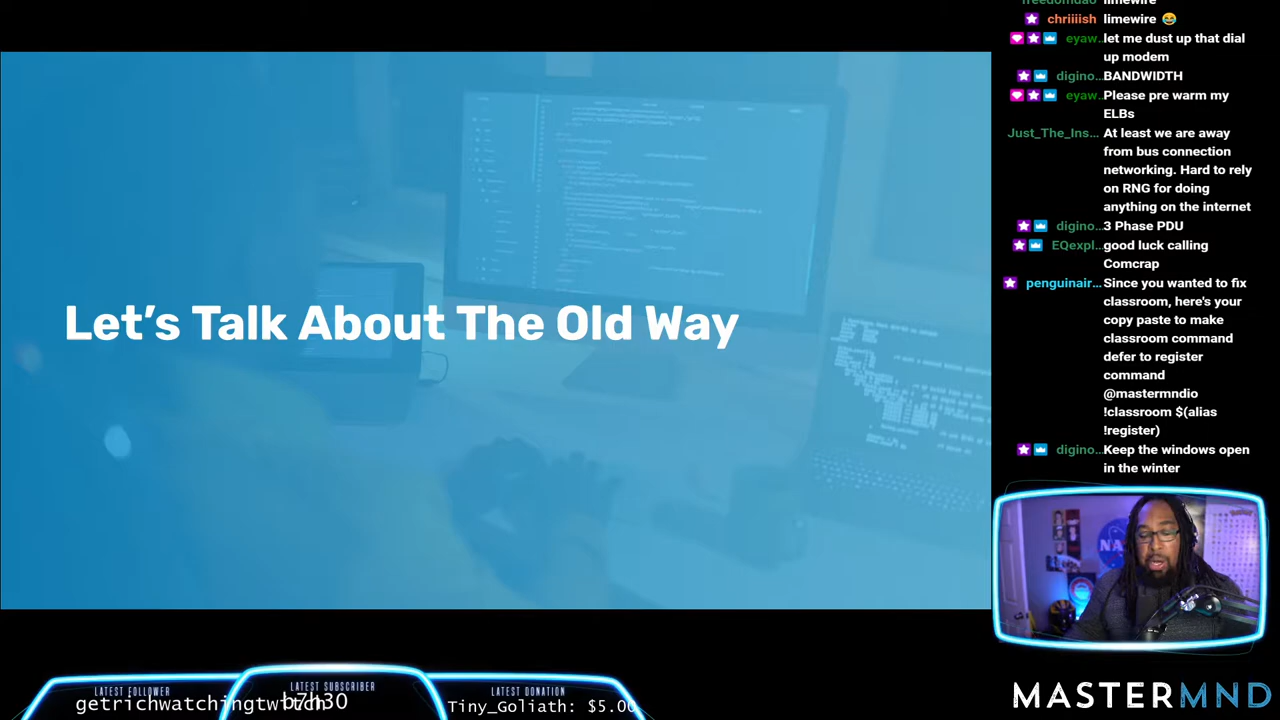 Let's Talk About The Old Way
limewire
chriiiish limewire 😂
eyaw… let me dust up that dial
up modem
digino… BANDWIDTH
eyaw… Please pre warm my
ELBs
Just_The_Ins… At least we are away
from bus connection
networking. Hard to rely
on RNG for doing
anything on the internet
digino… 3 Phase PDU
EQexpl… good luck calling
Comcrap
penguinair… Since you wanted to fix
classroom, here's your
copy paste to make
classroom command
defer to register
command
@mastermndio
!classroom $(alias
!register)
digino… Keep the windows open
in the winter
NASA
LATEST FOLLOWER
getrichwatchingtwitch
LATEST SUBSCRIBER
b7h30
LATEST DONATION
Tiny_Goliath: $5.00
MASTERMND